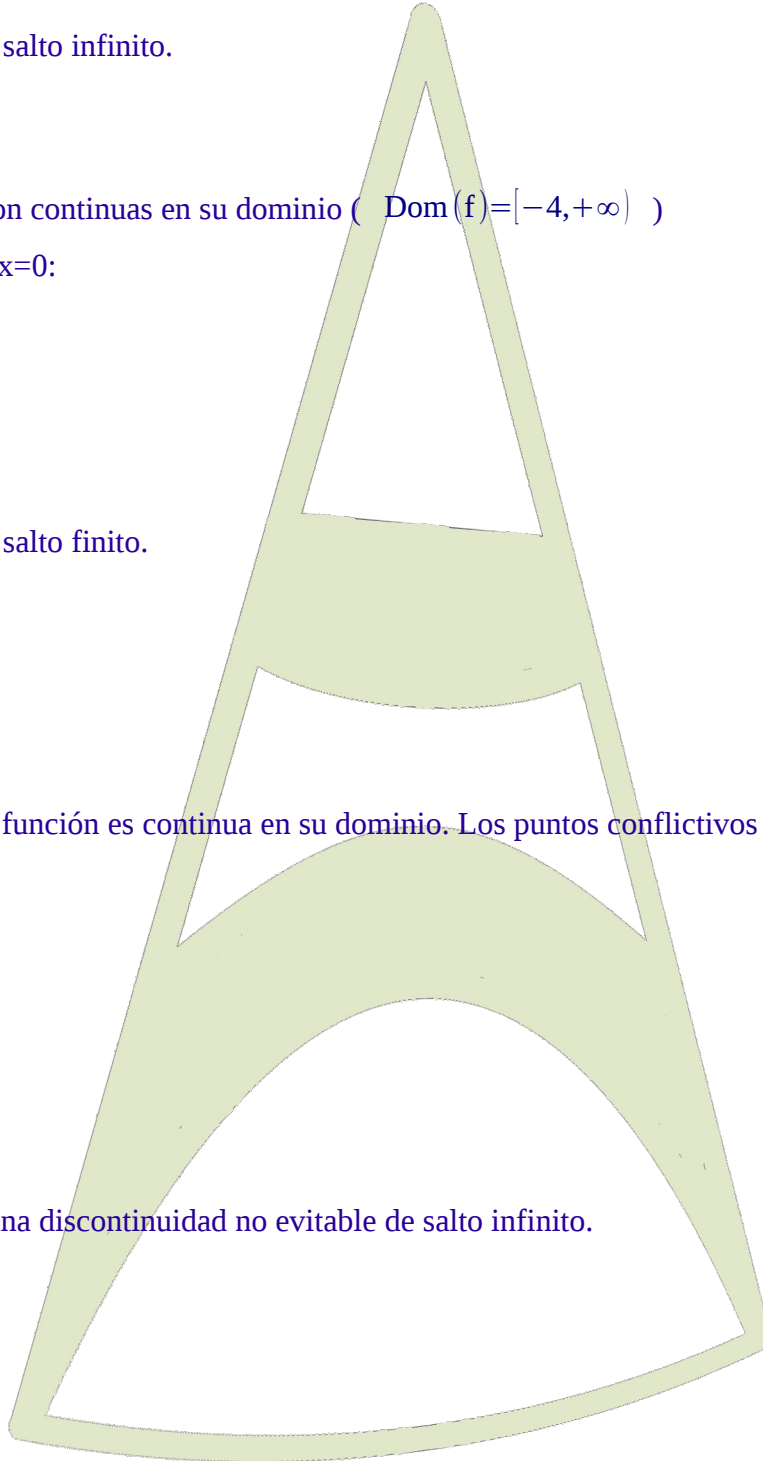 salto infinito.
on continuas en su dominio ( Dom(f)=[−4,+∞) )
x=0:
salto finito.
función es continua en su dominio. Los puntos conflictivos
na discontinuidad no evitable de salto infinito.